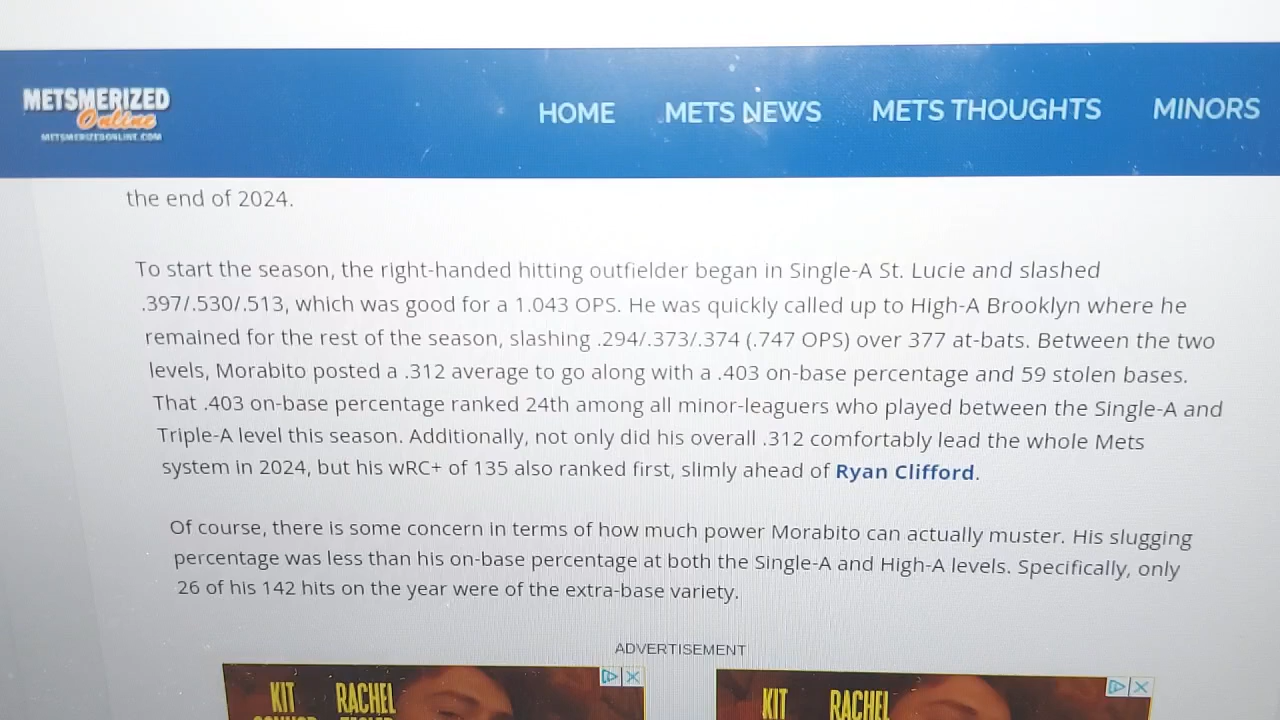 METSMERIZED
Online
METSMERIZEDONLINE.COM
HOME METS NEWS METS THOUGHTS MINORS
the end of 2024.
To start the season, the right-handed hitting outfielder began in Single-A St. Lucie and slashed
.397/.530/.513, which was good for a 1.043 OPS. He was quickly called up to High-A Brooklyn where he
remained for the rest of the season, slashing .294/.373/.374 (.747 OPS) over 377 at-bats. Between the two
levels, Morabito posted a .312 average to go along with a .403 on-base percentage and 59 stolen bases.
That .403 on-base percentage ranked 24th among all minor-leaguers who played between the Single-A and
Triple-A level this season. Additionally, not only did his overall .312 comfortably lead the whole Mets
system in 2024, but his wRC+ of 135 also ranked first, slimly ahead of Ryan Clifford.
Of course, there is some concern in terms of how much power Morabito can actually muster. His slugging
percentage was less than his on-base percentage at both the Single-A and High-A levels. Specifically, only
26 of his 142 hits on the year were of the extra-base variety.
ADVERTISEMENT
KIT RACHEL
KIT RACHEL